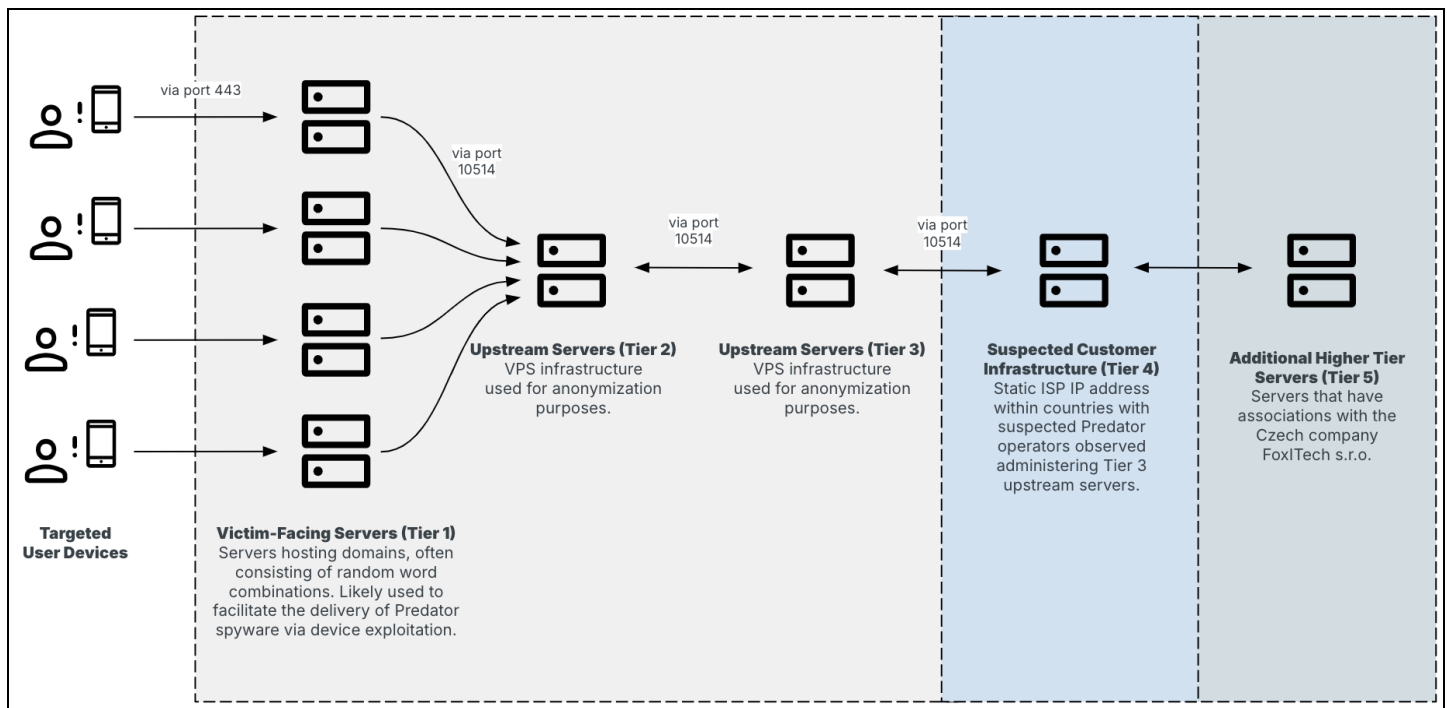 via port 443
via port
10514
via port
10514
via port
10514
Upstream Servers (Tier 2)
VPS infrastructure
used for anonymization
purposes.
Upstream Servers (Tier 3)
VPS infrastructure
used for anonymization
purposes.
Suspected Customer
Infrastructure (Tier 4)
Static ISP IP address
within countries with
suspected Predator
operators observed
administering Tier 3
upstream servers.
Additional Higher Tier
Servers (Tier 5)
Servers that have
associations with the
Czech company
FoxITech s.r.o.
Targeted
User Devices
Victim-Facing Servers (Tier 1)
Servers hosting domains, often
consisting of random word
combinations. Likely used to
facilitate the delivery of Predator
spyware via device exploitation.